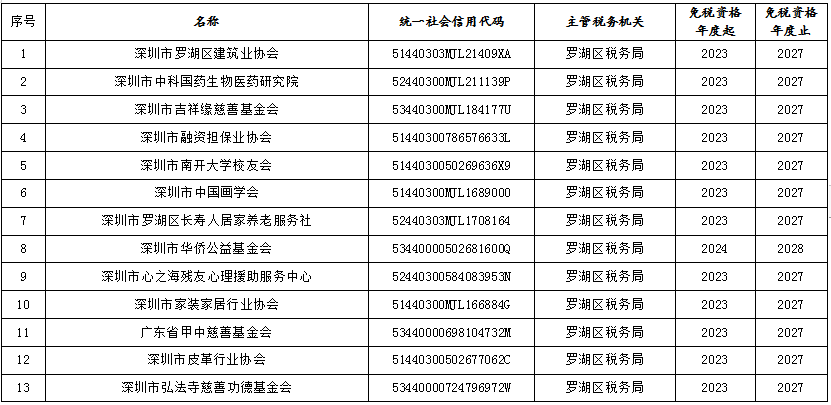 序号 名称 统一社会信用代码 主管税务机关 免税资格年度起 免税资格年度止
1 深圳市罗湖区建筑业协会 51440303MJL21409XA 罗湖区税务局 2023 2027
2 深圳市中科国药生物医药研究院 52440300MJL211139P 罗湖区税务局 2023 2027
3 深圳市吉祥缘慈善基金会 53440300MJL184177U 罗湖区税务局 2023 2027
4 深圳市融资担保业协会 51440300786576633L 罗湖区税务局 2023 2027
5 深圳市南开大学校友会 5144030050269636X9 罗湖区税务局 2023 2027
6 深圳市中国画学会 51440300MJL1689000 罗湖区税务局 2023 2027
7 深圳市罗湖区长寿人居家养老服务社 52440303MJL1708164 罗湖区税务局 2023 2027
8 深圳市华侨公益基金会 53440000502681600Q 罗湖区税务局 2024 2028
9 深圳市心之海残友心理援助服务中心 52440300584083953N 罗湖区税务局 2023 2027
10 深圳市家装家居行业协会 51440300MJL166884G 罗湖区税务局 2023 2027
11 广东省甲中慈善基金会 53440000698104732M 罗湖区税务局 2023 2027
12 深圳市皮革行业协会 51440300502677062C 罗湖区税务局 2023 2027
13 深圳市弘法寺慈善功德基金会 53440000724796972W 罗湖区税务局 2023 2027